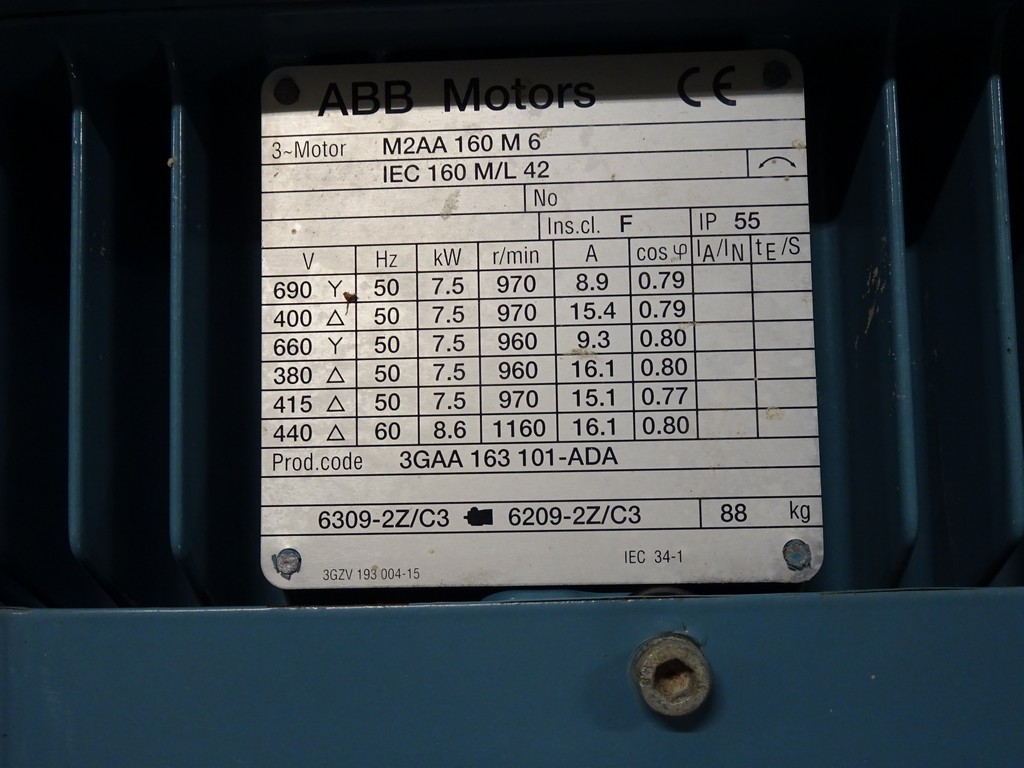 ABB Motors CE
3~Motor M2AA 160 M 6
IEC 160 M/L 42
No
Ins.cl. F IP 55
V Hz kW r/min A cos φ IA/IN tE/S
690 Y 50 7.5 970 8.9 0.79
400 △ 50 7.5 970 15.4 0.79
660 Y 50 7.5 960 9.3 0.80
380 △ 50 7.5 960 16.1 0.80
415 △ 50 7.5 970 15.1 0.77
440 △ 60 8.6 1160 16.1 0.80
Prod.code 3GAA 163 101-ADA
6309-2Z/C3 6209-2Z/C3 88 kg
3GZV 193 004-15 IEC 34-1